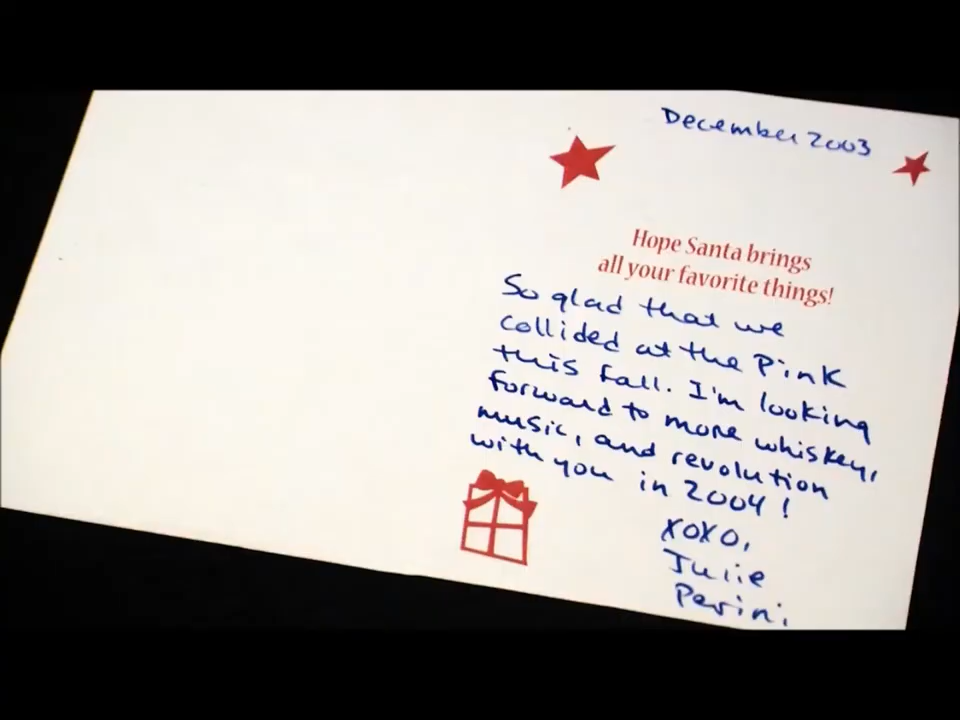 December 2003
Hope Santa brings
all your favorite things!
So glad that we
collided at the Pink
this fall. I'm looking
forward to more whiskey,
music, and revolution
with you in 2004!
XOXO,
Julie
Perini